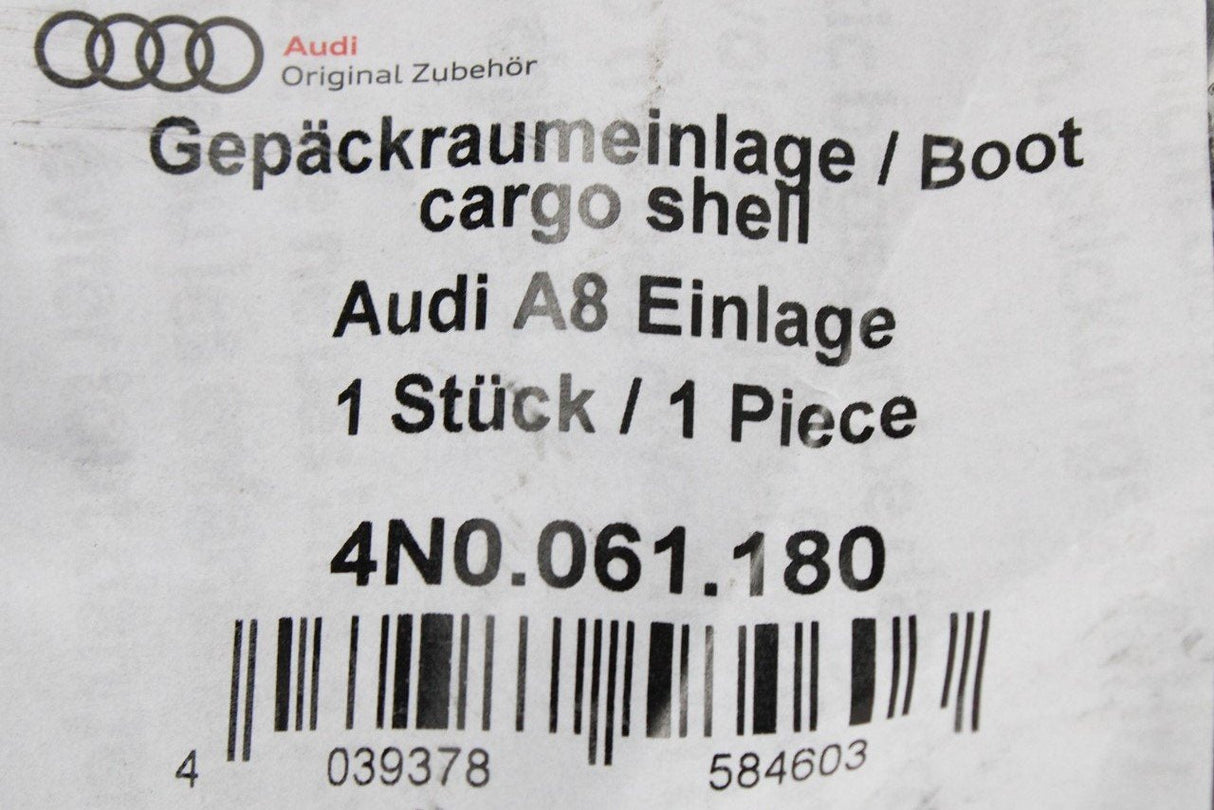 Audi
Original Zubehör
Gepäckraumeinlage / Boot
cargo shell
Audi A8 Einlage
1 Stück / 1 Piece
4N0.061.180
4 039378 584603